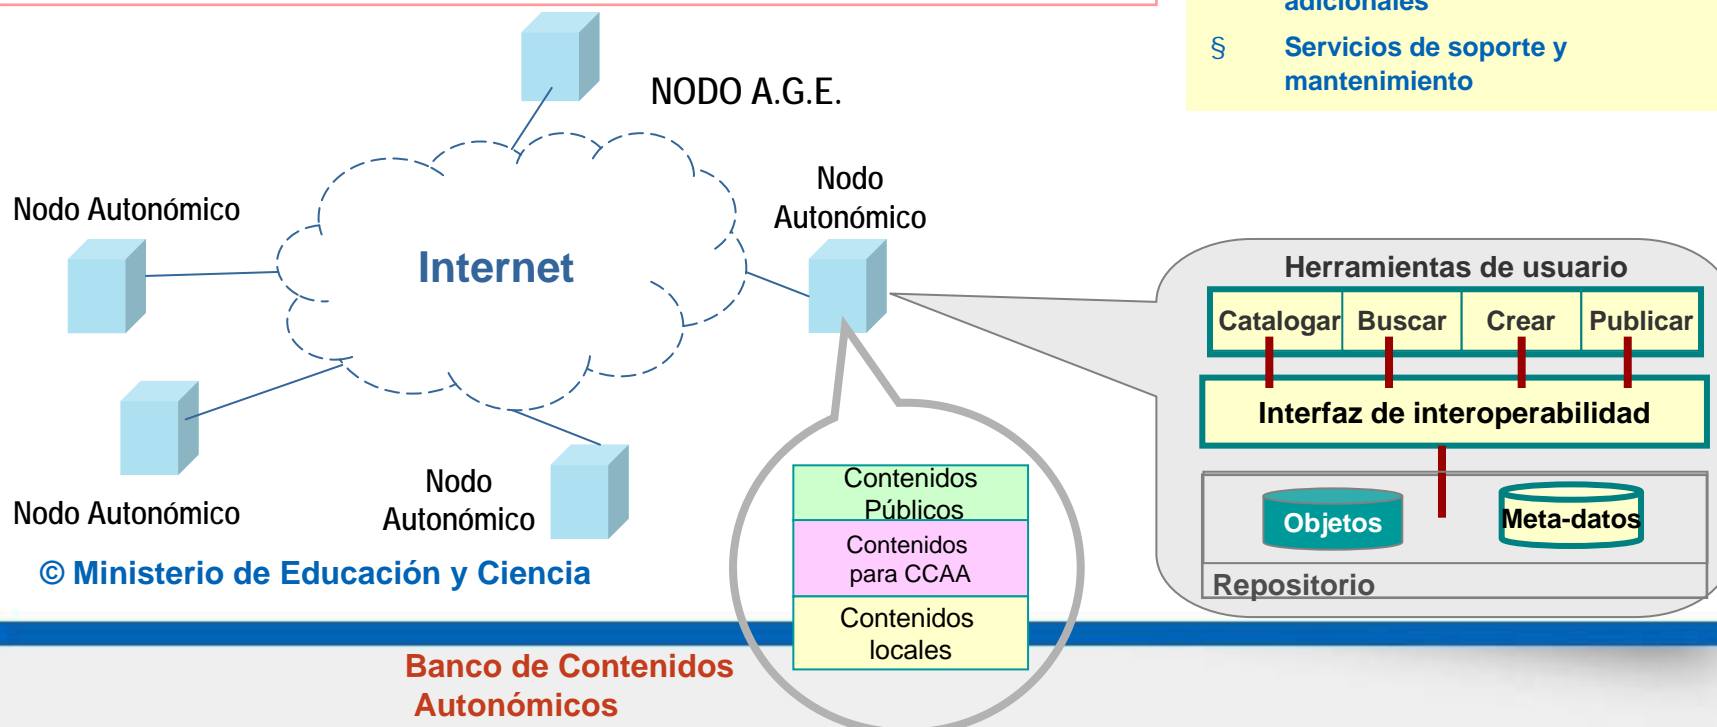 adicionales
§ Servicios de soporte y
mantenimiento
NODO A.G.E.
Nodo
Autonómico
Nodo Autonómico
Internet
Herramientas de usuario
Catalogar Buscar Crear Publicar
Interfaz de interoperabilidad
Objetos Meta-datos
Repositorio
Nodo Autonómico
Nodo
Autonómico
Contenidos
Públicos
Contenidos
para CCAA
Contenidos
locales
© Ministerio de Educación y Ciencia
Banco de Contenidos
Autonómicos